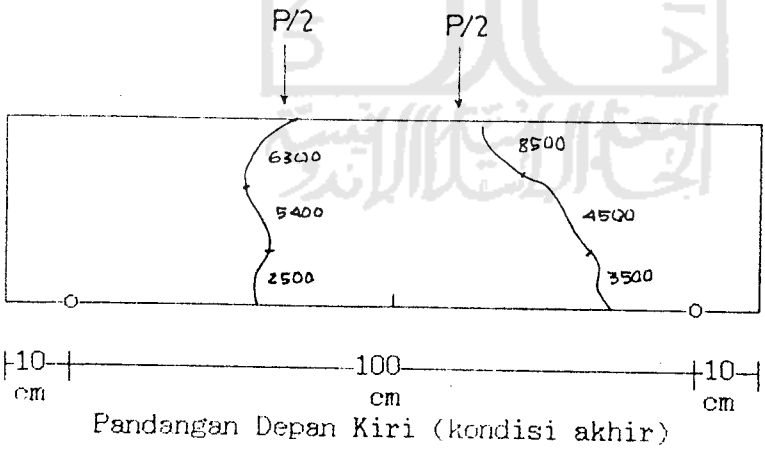 P/2 P/2
6300 8500
5400 4500
2500 3500
10 100 10
cm cm cm
Pandangan Depan Kiri (kondisi akhir)